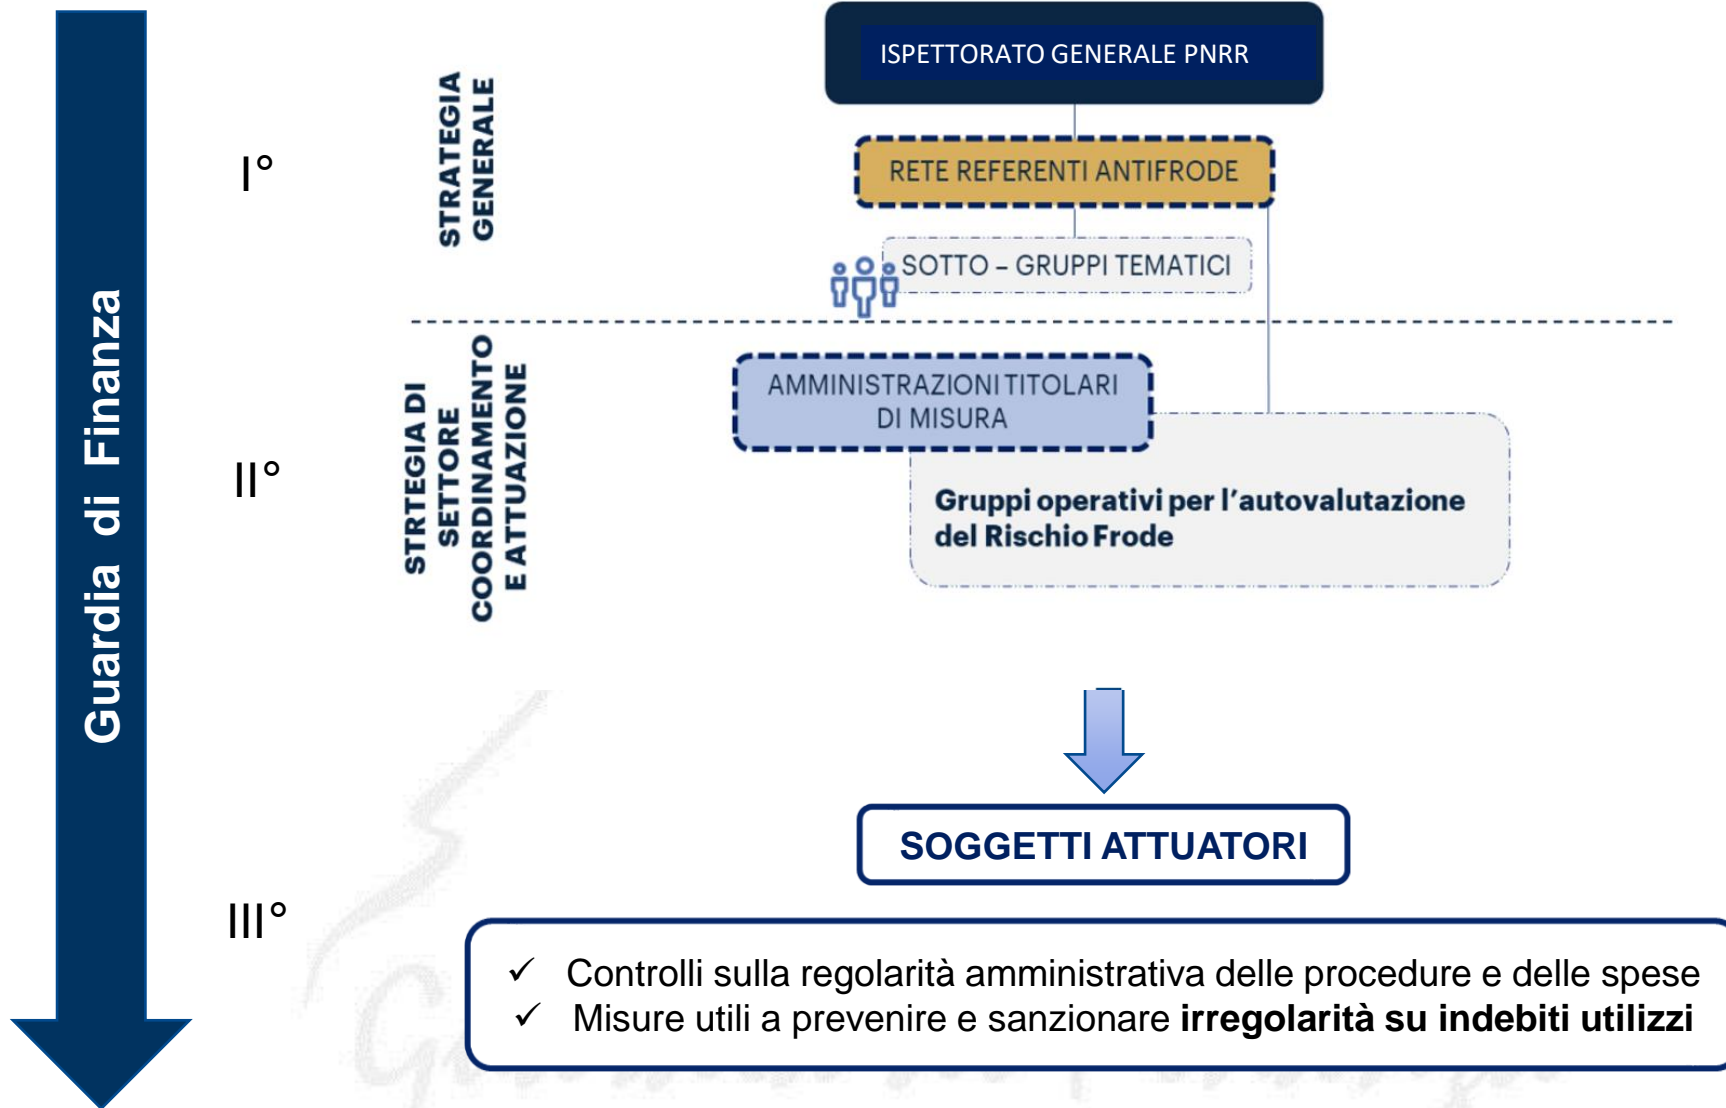 Guardia di Finanza
I°
STRATEGIA
GENERALE
ISPETTORATO GENERALE PNRR
RETE REFERENTI ANTIFRODE
SOTTO – GRUPPI TEMATICI
II°
STRTEGIA DI
SETTORE
COORDINAMENTO
E ATTUAZIONE
AMMINISTRAZIONI TITOLARI
DI MISURA
Gruppi operativi per l'autovalutazione
del Rischio Frode
SOGGETTI ATTUATORI
III°
✓ Controlli sulla regolarità amministrativa delle procedure e delle spese
✓ Misure utili a prevenire e sanzionare irregolarità su indebiti utilizzi